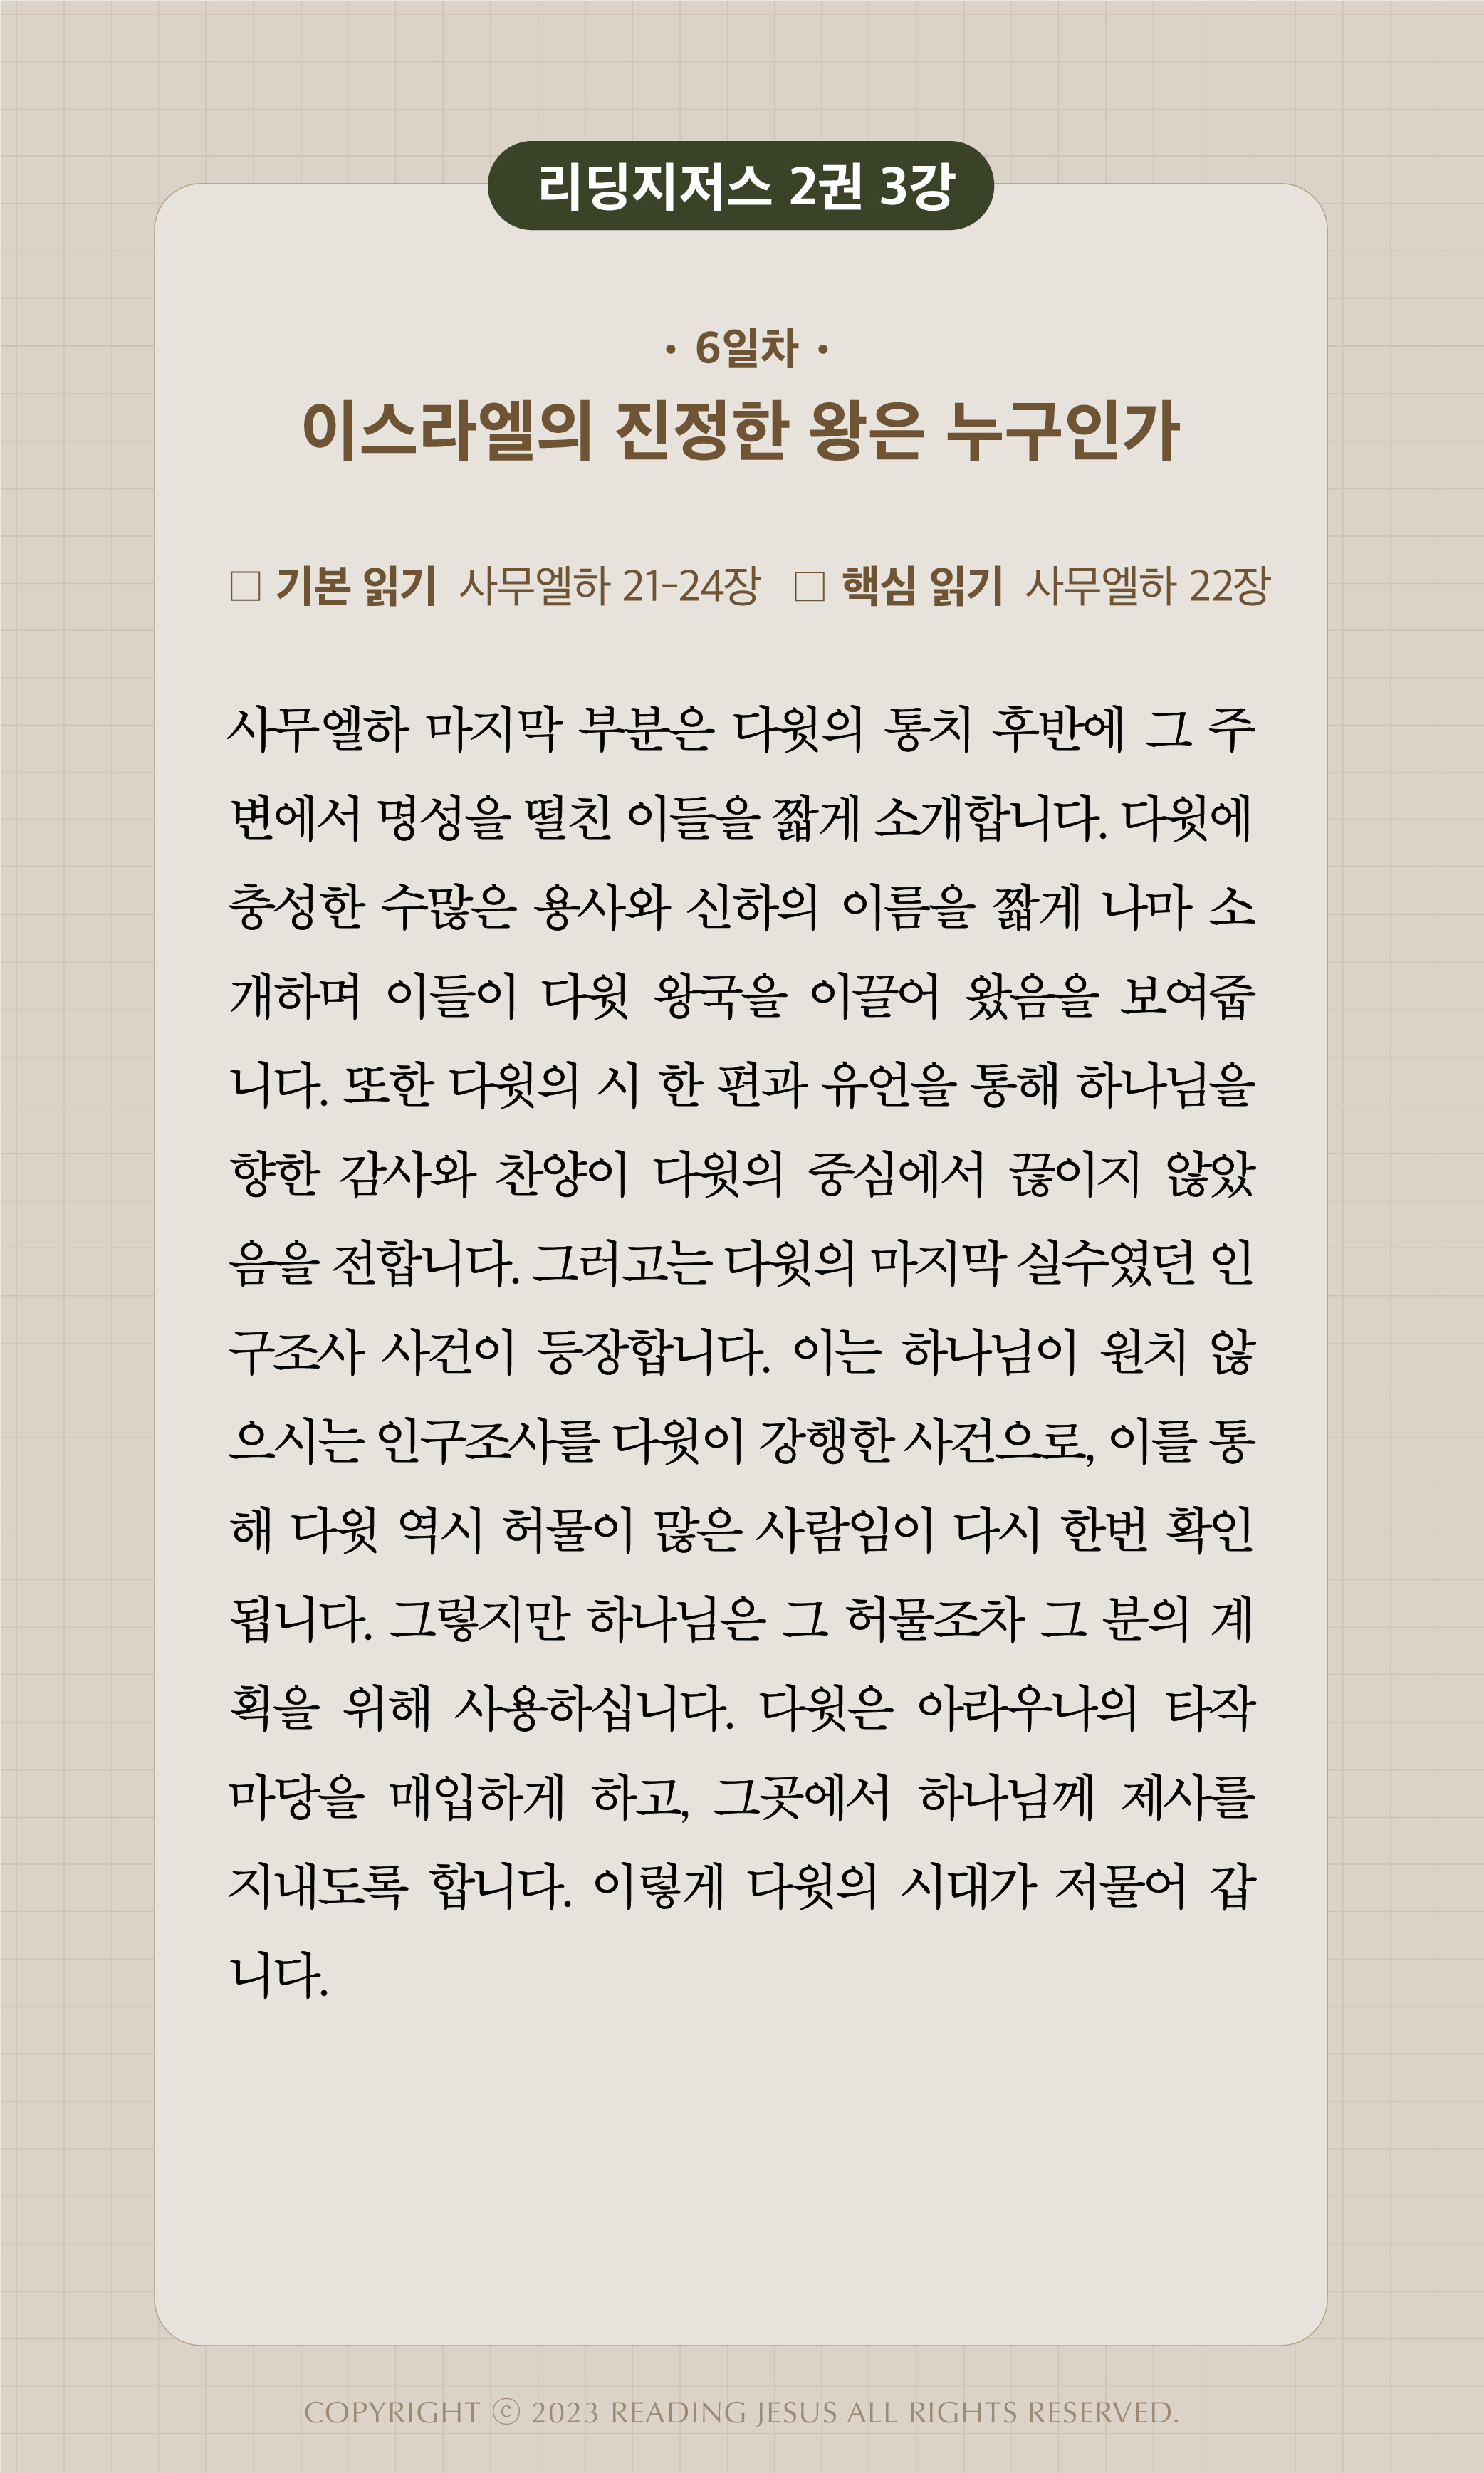 리딩지저스 2권 3강
· 6일차 ·
이스라엘의 진정한 왕은 누구인가
□ 기본 읽기 사무엘하 21-24장 □ 핵심 읽기 사무엘하 22장
사무엘하 마지막 부분은 다윗의 통치 후반에 그 주
변에서 명성을 떨친 이들을 짧게 소개합니다. 다윗에
충성한 수많은 용사와 신하의 이름을 짧게 나마 소
개하며 이들이 다윗 왕국을 이끌어 왔음을 보여줍
니다. 또한 다윗의 시 한 편과 유언을 통해 하나님을
향한 감사와 찬양이 다윗의 중심에서 끊이지 않았
음을 전합니다. 그러고는 다윗의 마지막 실수였던 인
구조사 사건이 등장합니다. 이는 하나님이 원치 않
으시는 인구조사를 다윗이 강행한 사건으로, 이를 통
해 다윗 역시 허물이 많은 사람임이 다시 한번 확인
됩니다. 그렇지만 하나님은 그 허물조차 그 분의 계
획을 위해 사용하십니다. 다윗은 아라우나의 타작
마당을 매입하게 하고, 그곳에서 하나님께 제사를
지내도록 합니다. 이렇게 다윗의 시대가 저물어 갑
니다.
COPYRIGHT ⓒ 2023 READING JESUS ALL RIGHTS RESERVED.